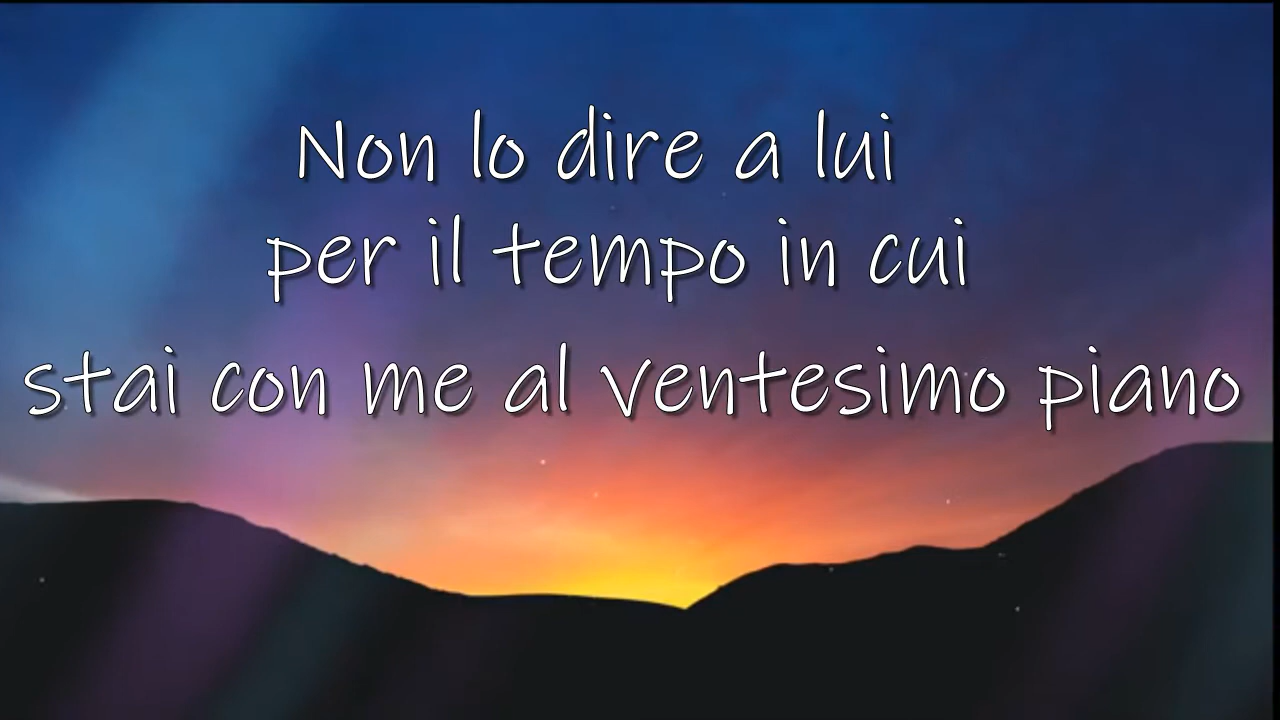 Non lo dire a lui
per il tempo in cui
stai con me al ventesimo piano